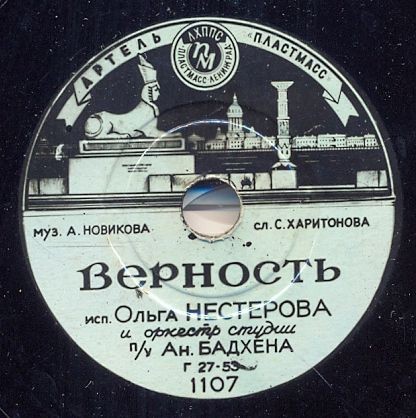 АРТЕЛЬ "ПЛАСТМАСС"
ЛХППС
ПМ
"ПЛАСТМАСС"-ЛЕНИНГРАД
МУЗ. А. НОВИКОВА
СЛ. С. ХАРИТОНОВА
Верность
исп. Ольга НЕСТЕРОВА
и оркестр студии
п/у Ан. БАДХЕНА
Г 27-53
1107